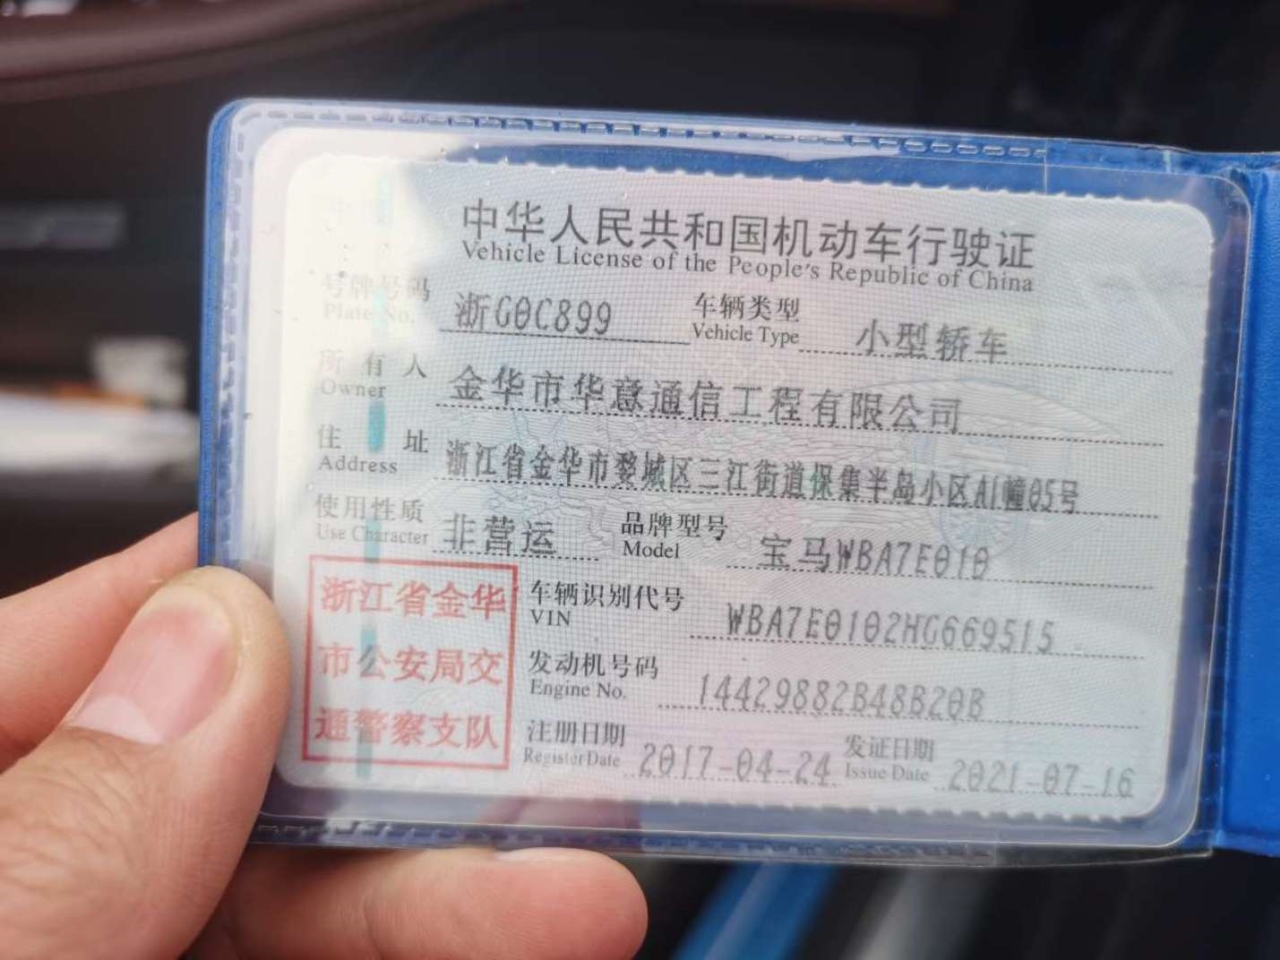 中华人民共和国机动车行驶证
Vehicle License of the People's Republic of China
号牌号码 浙G0C899 车辆类型 小型轿车
Plate No. Vehicle Type
所有人 金华市华意通信工程有限公司
Owner
住址 浙江省金华市婺城区三江街道保集半岛小区A1幢05号
Address
使用性质 非营运 品牌型号 宝马WBA7E010
Use Character Model
浙江省金华
市公安局交
通警察支队
车辆识别代号 WBA7E0102HG669515
VIN
发动机号码 14429882B48B20B
Engine No.
注册日期 2017-04-24 发证日期 2021-07-16
Register Date Issue Date